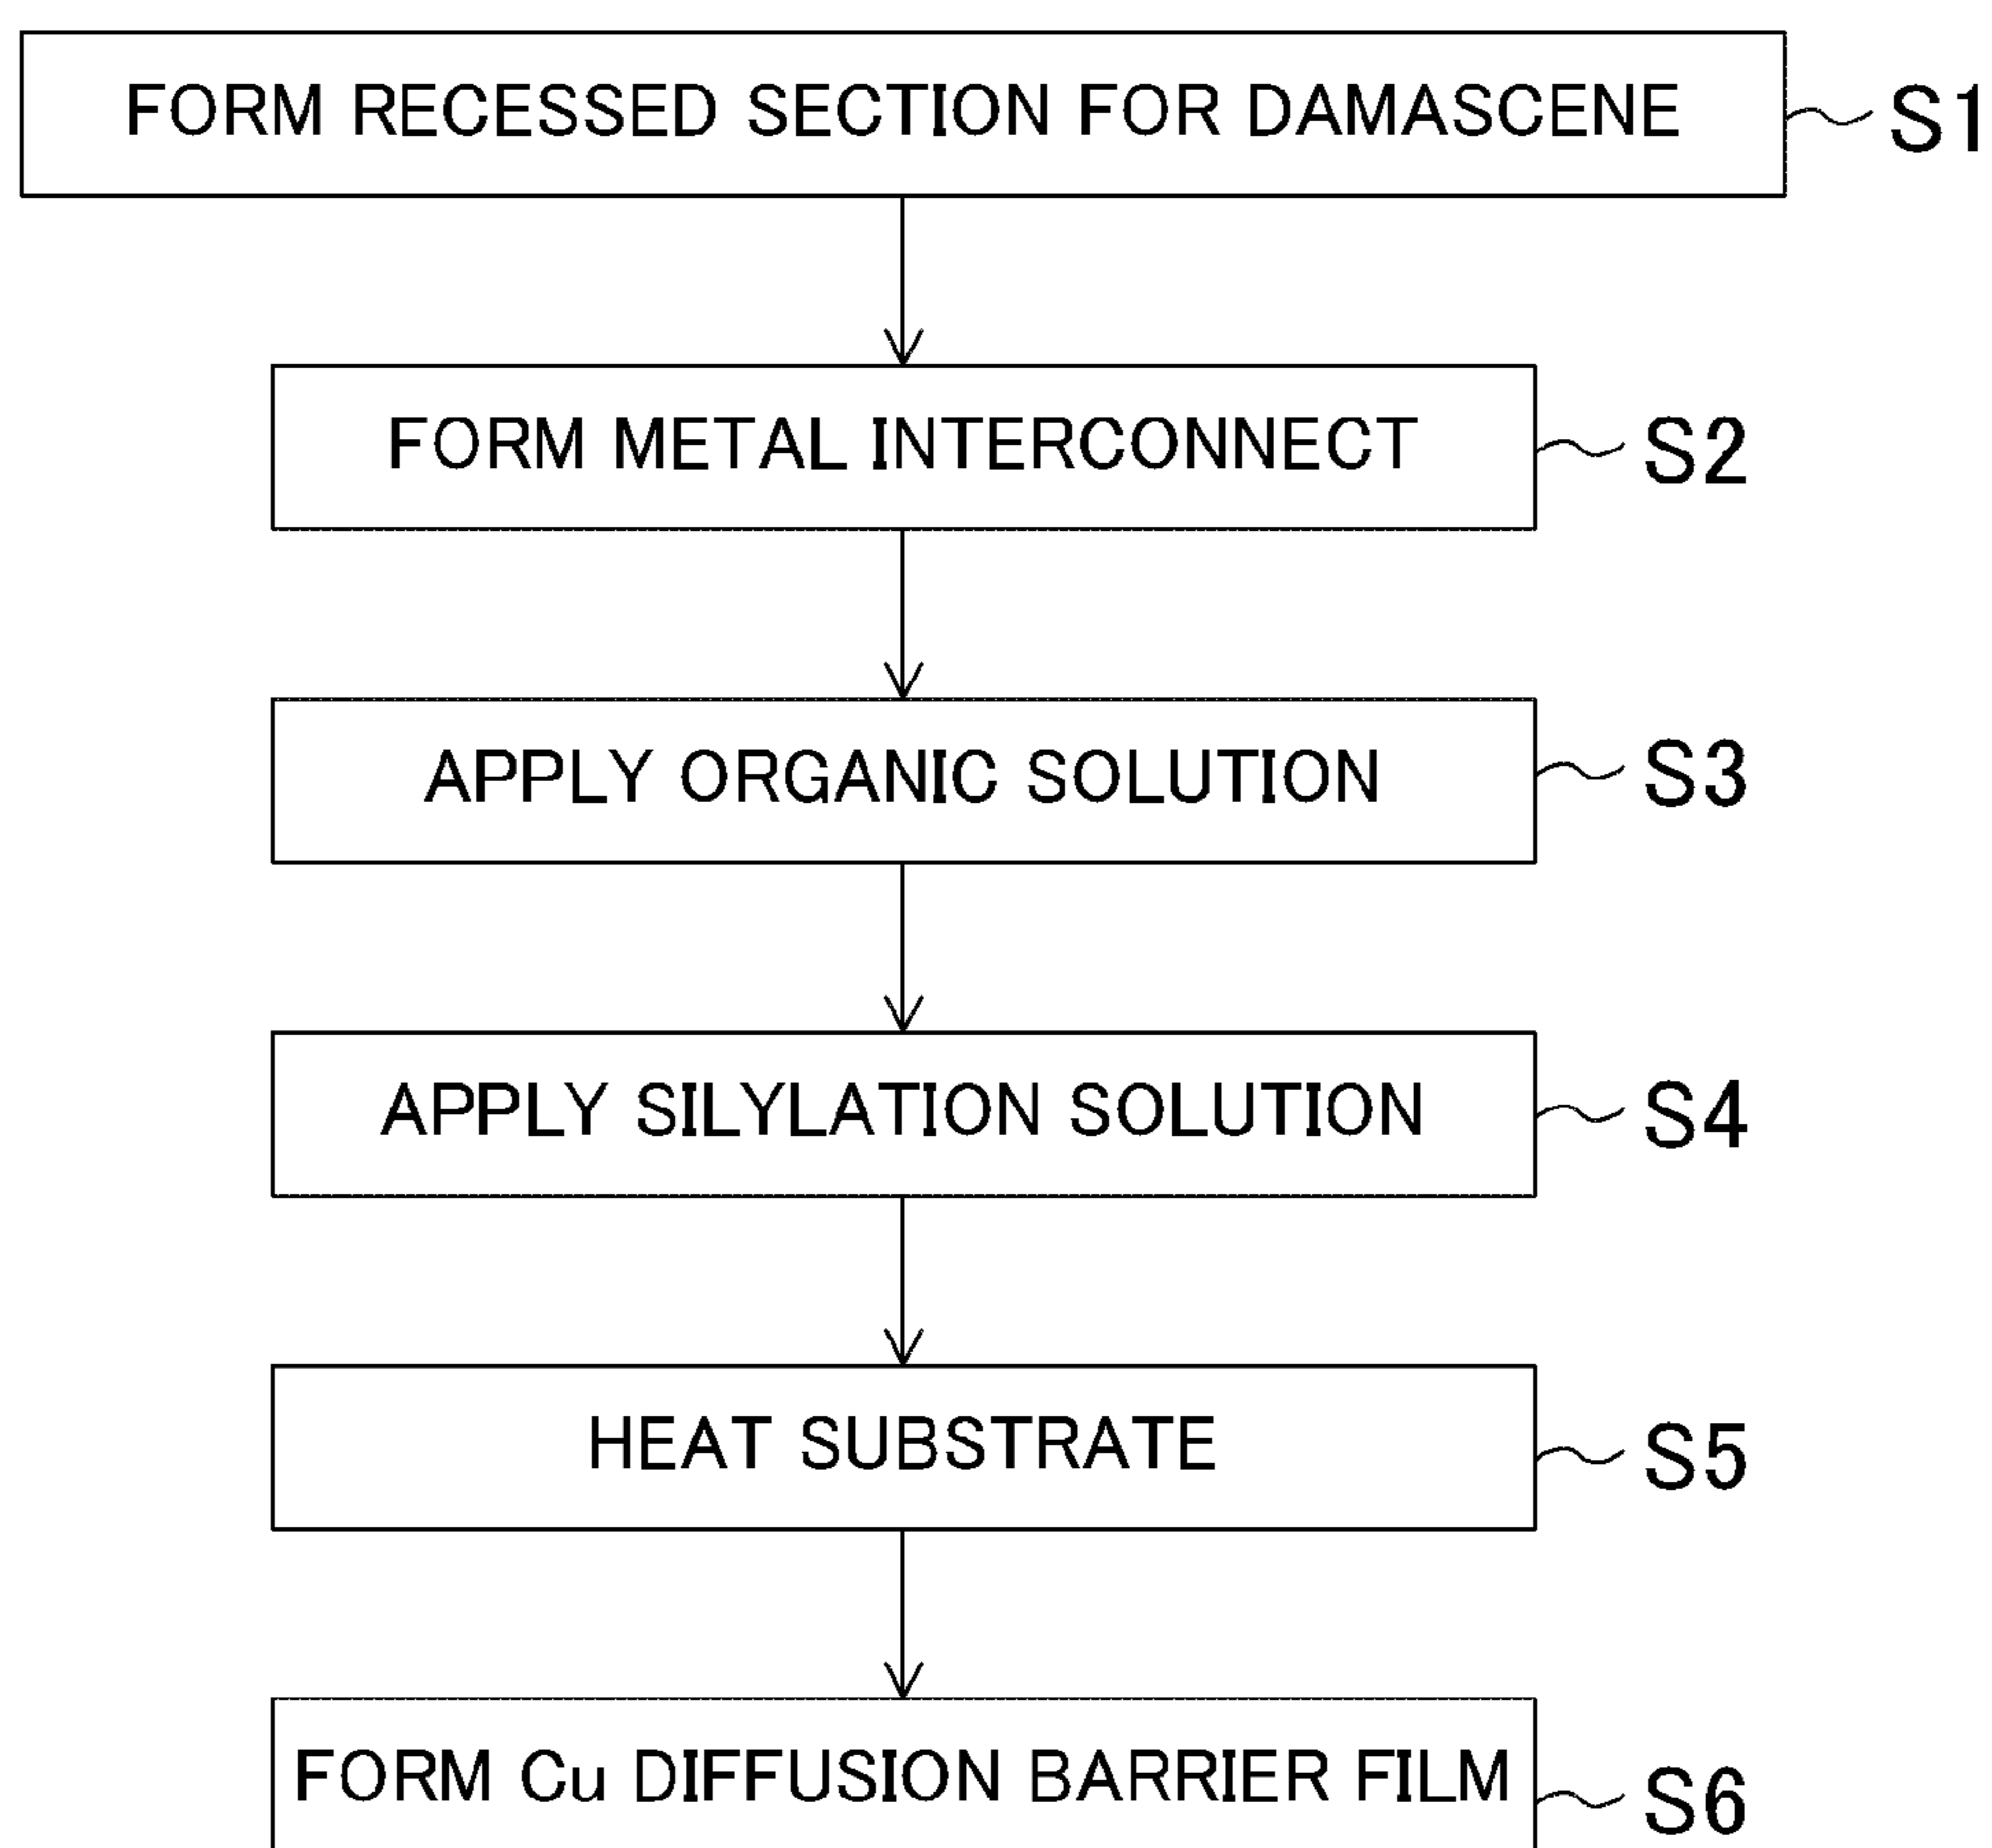 FORM RECESSED SECTION FOR DAMASCENE S1
FORM METAL INTERCONNECT S2
APPLY ORGANIC SOLUTION S3
APPLY SILYLATION SOLUTION S4
HEAT SUBSTRATE S5
FORM Cu DIFFUSION BARRIER FILM S6